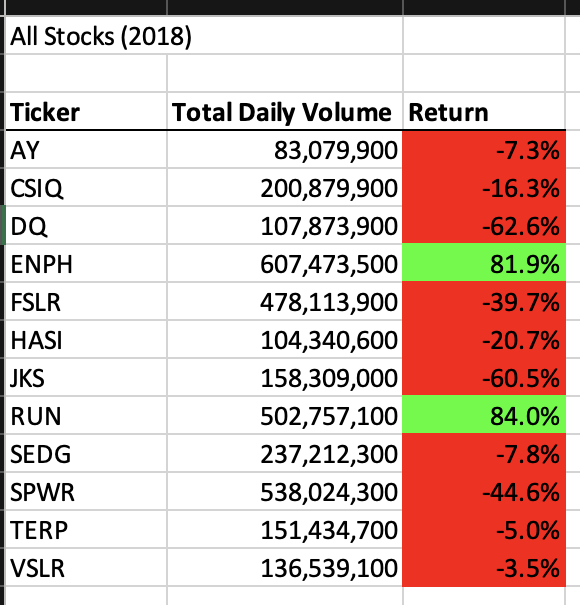 All Stocks (2018)
Ticker Total Daily Volume Return
AY 83,079,900 -7.3%
CSIQ 200,879,900 -16.3%
DQ 107,873,900 -62.6%
ENPH 607,473,500 81.9%
FSLR 478,113,900 -39.7%
HASI 104,340,600 -20.7%
JKS 158,309,000 -60.5%
RUN 502,757,100 84.0%
SEDG 237,212,300 -7.8%
SPWR 538,024,300 -44.6%
TERP 151,434,700 -5.0%
VSLR 136,539,100 -3.5%